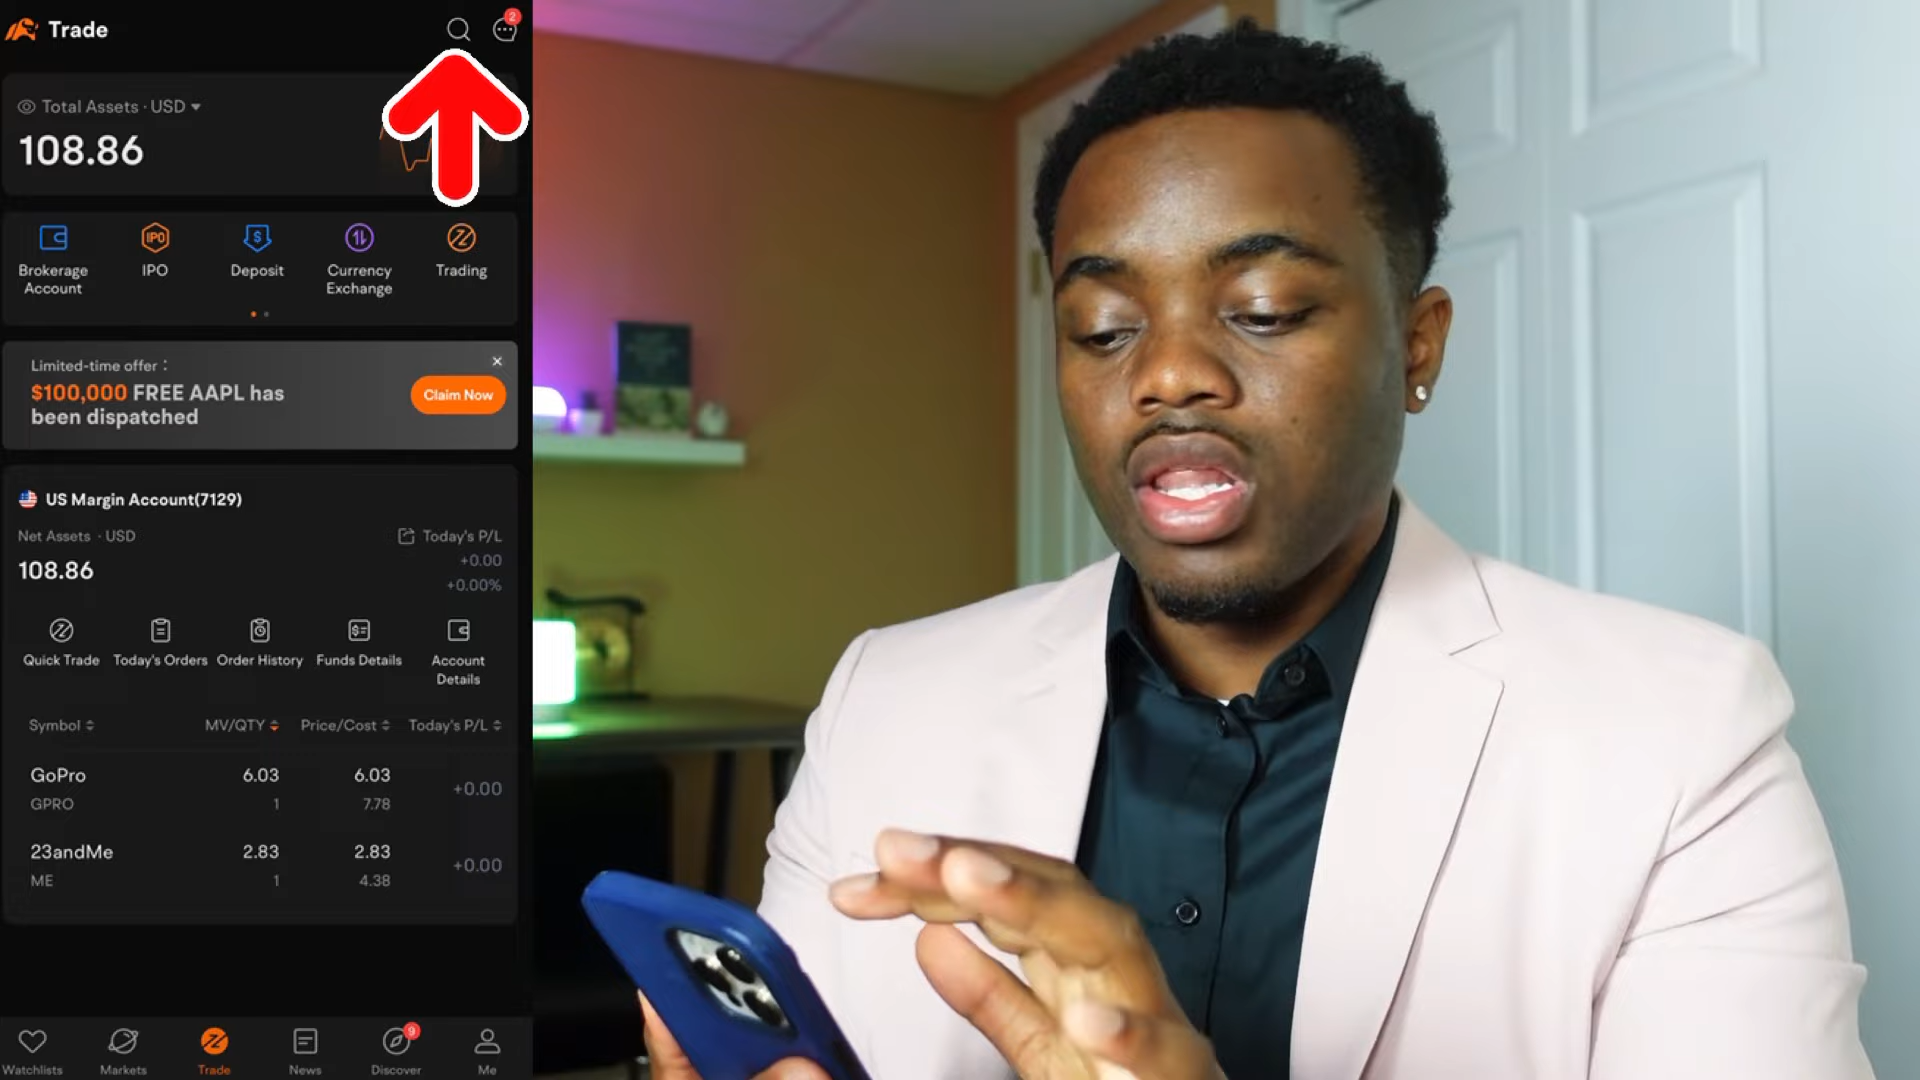 Trade
2
Total Assets · USD
108.86
IPO
$
Brokerage Account
IPO
Deposit
Currency Exchange
Trading
Limited-time offer :
$100,000 FREE AAPL has
been dispatched
Claim Now
US Margin Account(7129)
Net Assets · USD
Today's P/L
108.86
+0.00
+0.00%
Quick Trade
Today's Orders
Order History
Funds Details
Account Details
Symbol MV/QTY Price/Cost Today's P/L
GoPro 6.03 6.03 +0.00
GPRO 1 7.78
23andMe 2.83 2.83 +0.00
ME 1 4.38
9
Watchlists Markets Trade News Discover Me